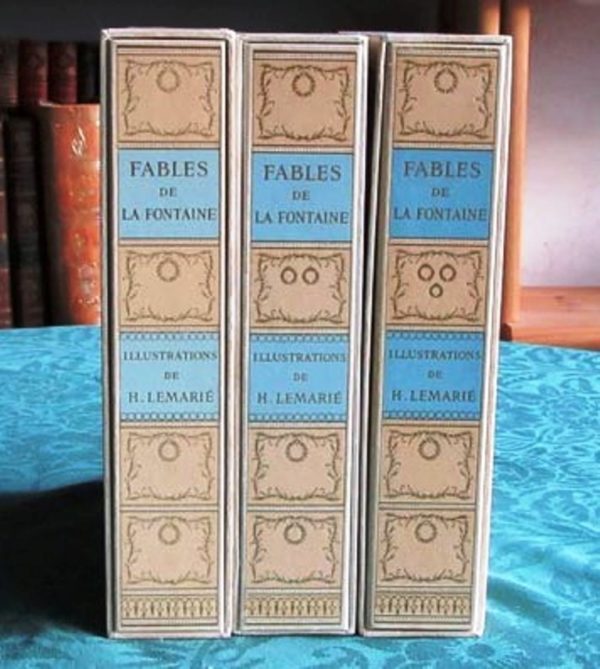 FABLES
DE
LA FONTAINE
ILLUSTRATIONS
DE
H. LEMARIÉ
FABLES
DE
LA FONTAINE
ILLUSTRATIONS
DE
H. LEMARIÉ
FABLES
DE
LA FONTAINE
ILLUSTRATIONS
DE
H. LEMARIÉ